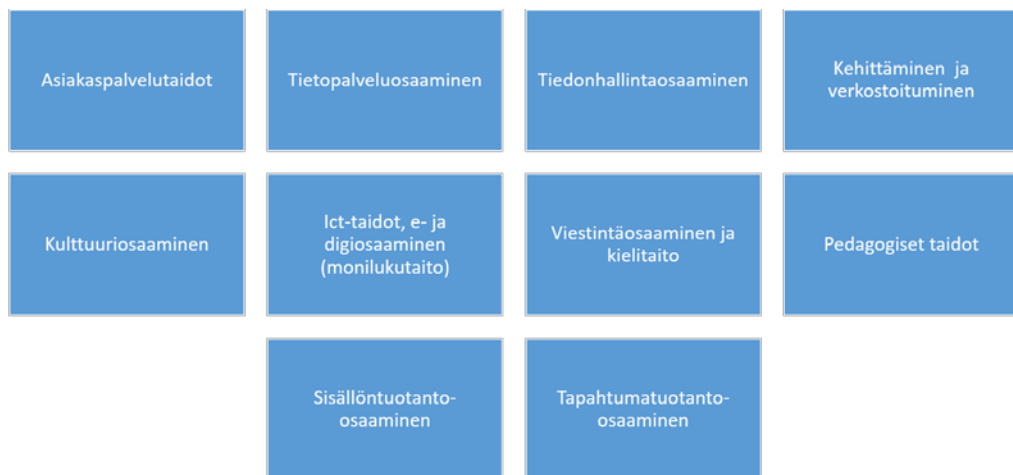 Asiakaspalvelutaidot
Tietopalveluosaaminen
Tiedonhallintaosaaminen
Kehittäminen ja
verkostoituminen
Kulttuuriosaaminen
Ict-taidot, e- ja
digiosaaminen
(monilukutaito)
Viestintäosaaminen ja
kielitaito
Pedagogiset taidot
Sisällöntuotanto-
osaaminen
Tapahtumatuotanto-
osaaminen